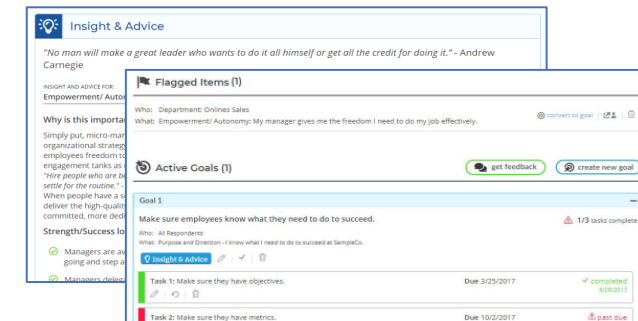 Insight & Advice
"No man will make a great leader who wants to do it all himself or get all the credit for doing it." - Andrew
Carnegie
INSIGHT AND ADVICE FOR:
Empowerment/ Auto
Why is this importa
Simply put, micro-mar
organizational strateg
employees freedom to
engagement tasks as
"Hire people who are be
settle for the routine." -
When people have a s
deliver the high-qualit
committed, more dedi
Strength/Success lo
Managers are av
going and step a
Managers deleg
Flagged Items (1)
Who: Department: Onlines Sales
What: Empowerment/ Autonomy: My manager gives me the freedom I need to do my job effectively.
convert to goal
Active Goals (1)
get feedback
create new goal
Goal 1
Make sure employees know what they need to do to succeed.
1/3 tasks complete
Who: All Respondents
What: Purpose and Direction - I know what I need to do to succeed at SampleCo.
Insight & Advice
Task 1: Make sure they have objectives.
Due 3/25/2017
completed
3/28/2017
Task 2: Make sure they have metrics.
Due 10/2/2017
past due